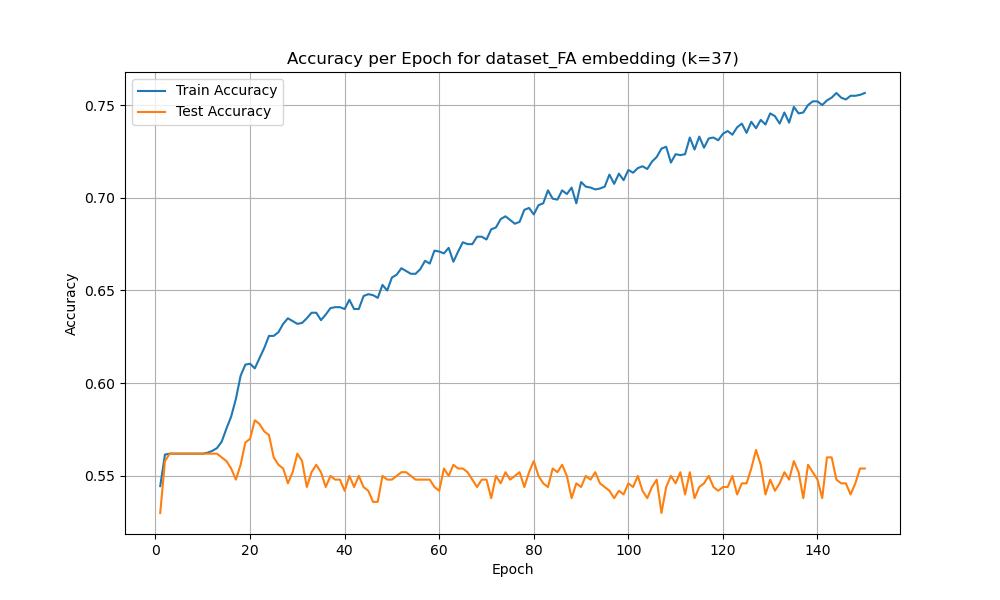 Accuracy per Epoch for dataset_FA embedding (k=37)
Train Accuracy
Test Accuracy
Accuracy
0.75
0.70
0.65
0.60
0.55
0 20 40 60 80 100 120 140
Epoch